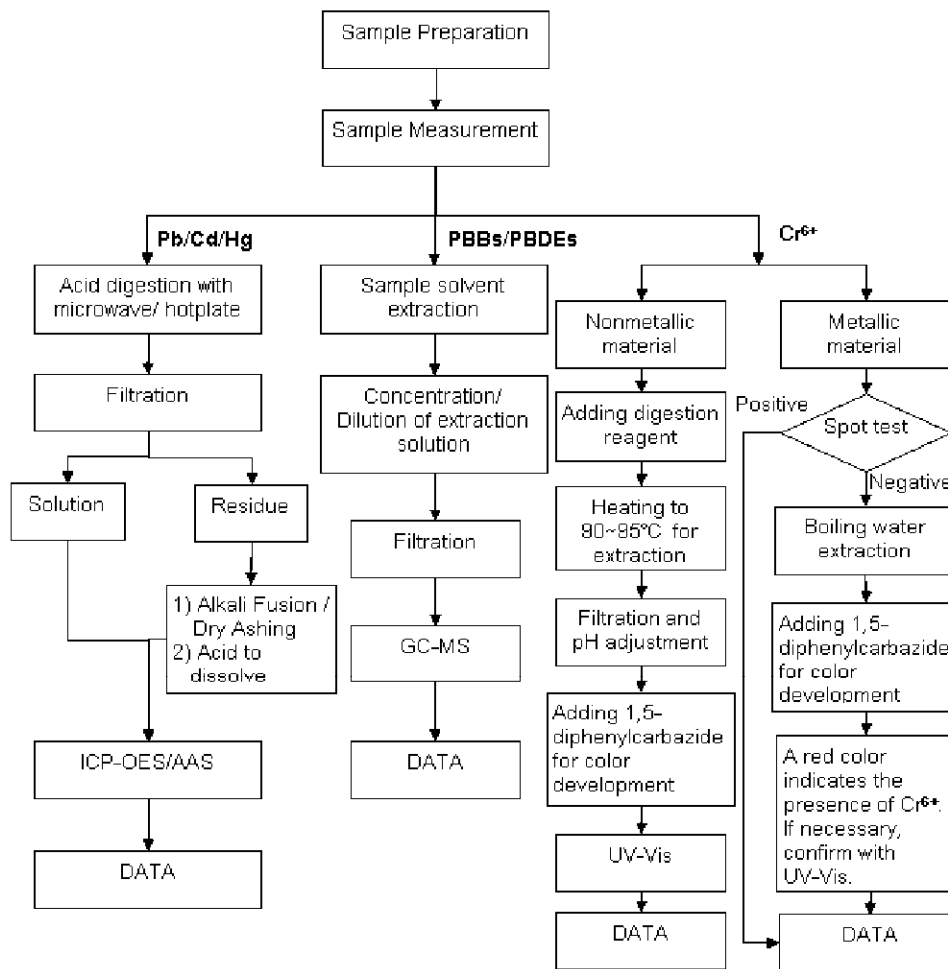 Sample Preparation
Sample Measurement
Pb/Cd/Hg
Acid digestion with
microwave/ hotplate
Filtration
Solution
Residue
1) Alkali Fusion /
Dry Ashing
2) Acid to
dissolve
ICP-OES/AAS
DATA
PBBs/PBDEs
Sample solvent
extraction
Concentration/
Dilution of extraction
solution
Filtration
GC-MS
DATA
Cr⁶⁺
Nonmetallic
material
Adding digestion
reagent
Heating to
90~95°C for
extraction
Filtration and
pH adjustment
Adding 1,5-
diphenylcarbazide
for color
development
UV-Vis
DATA
Metallic
material
Positive
Spot test
Negative
Boiling water
extraction
Adding 1,5-
diphenylcarbazide
for color
development
A red color
indicates the
presence of Cr⁶⁺.
If necessary,
confirm with
UV-Vis.
DATA